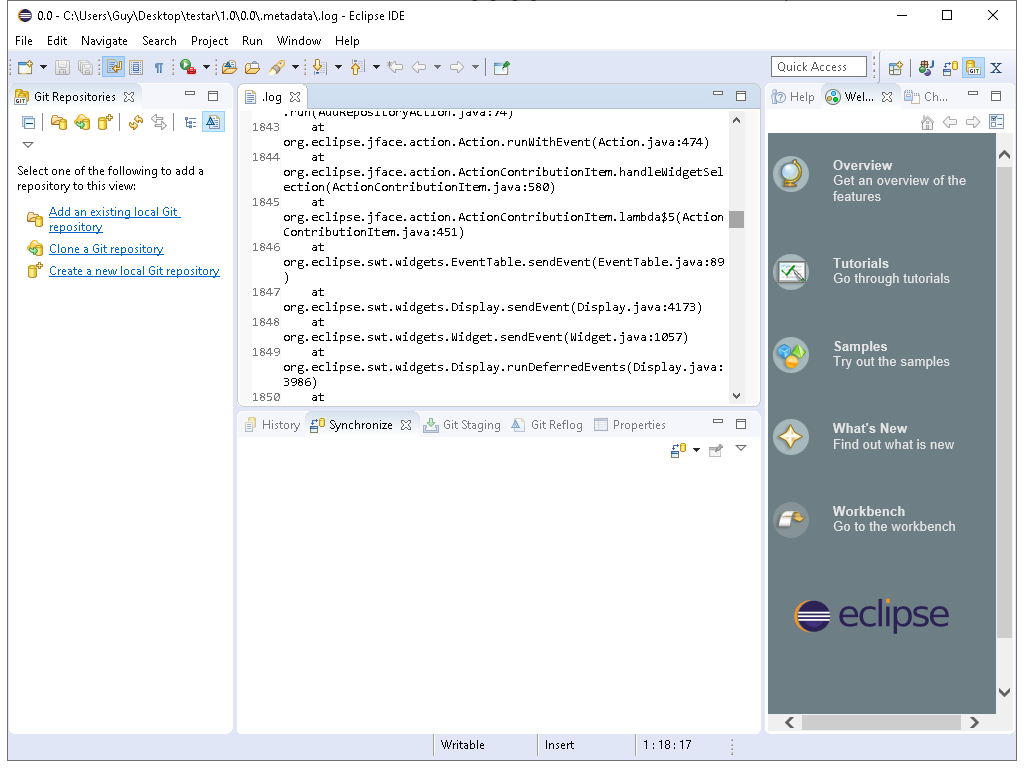 0.0 - C:\Users\Guy\Desktop\testar\1.0\0.0\.metadata\.log - Eclipse IDE
File Edit Navigate Search Project Run Window Help
Quick Access
Git Repositories
.log
Help Wel... Ch...
Select one of the following to add a
repository to this view:
Add an existing local Git
repository
Clone a Git repository
Create a new local Git repository
.run(AddRepositoryAction.java:74)
1843 at
org.eclipse.jface.action.Action.runWithEvent(Action.java:474)
1844 at
org.eclipse.jface.action.ActionContributionItem.handleWidgetSel
ection(ActionContributionItem.java:580)
1845 at
org.eclipse.jface.action.ActionContributionItem.lambda$5(Action
ContributionItem.java:451)
1846 at
org.eclipse.swt.widgets.EventTable.sendEvent(EventTable.java:89
)
1847 at
org.eclipse.swt.widgets.Display.sendEvent(Display.java:4173)
1848 at
org.eclipse.swt.widgets.Widget.sendEvent(Widget.java:1057)
1849 at
org.eclipse.swt.widgets.Display.runDeferredEvents(Display.java:
3986)
1850 at
History Synchronize Git Staging Git Reflog Properties
Overview
Get an overview of the
features
Tutorials
Go through tutorials
Samples
Try out the samples
What's New
Find out what is new
Workbench
Go to the workbench
eclipse
Writable Insert 1 : 18 : 17